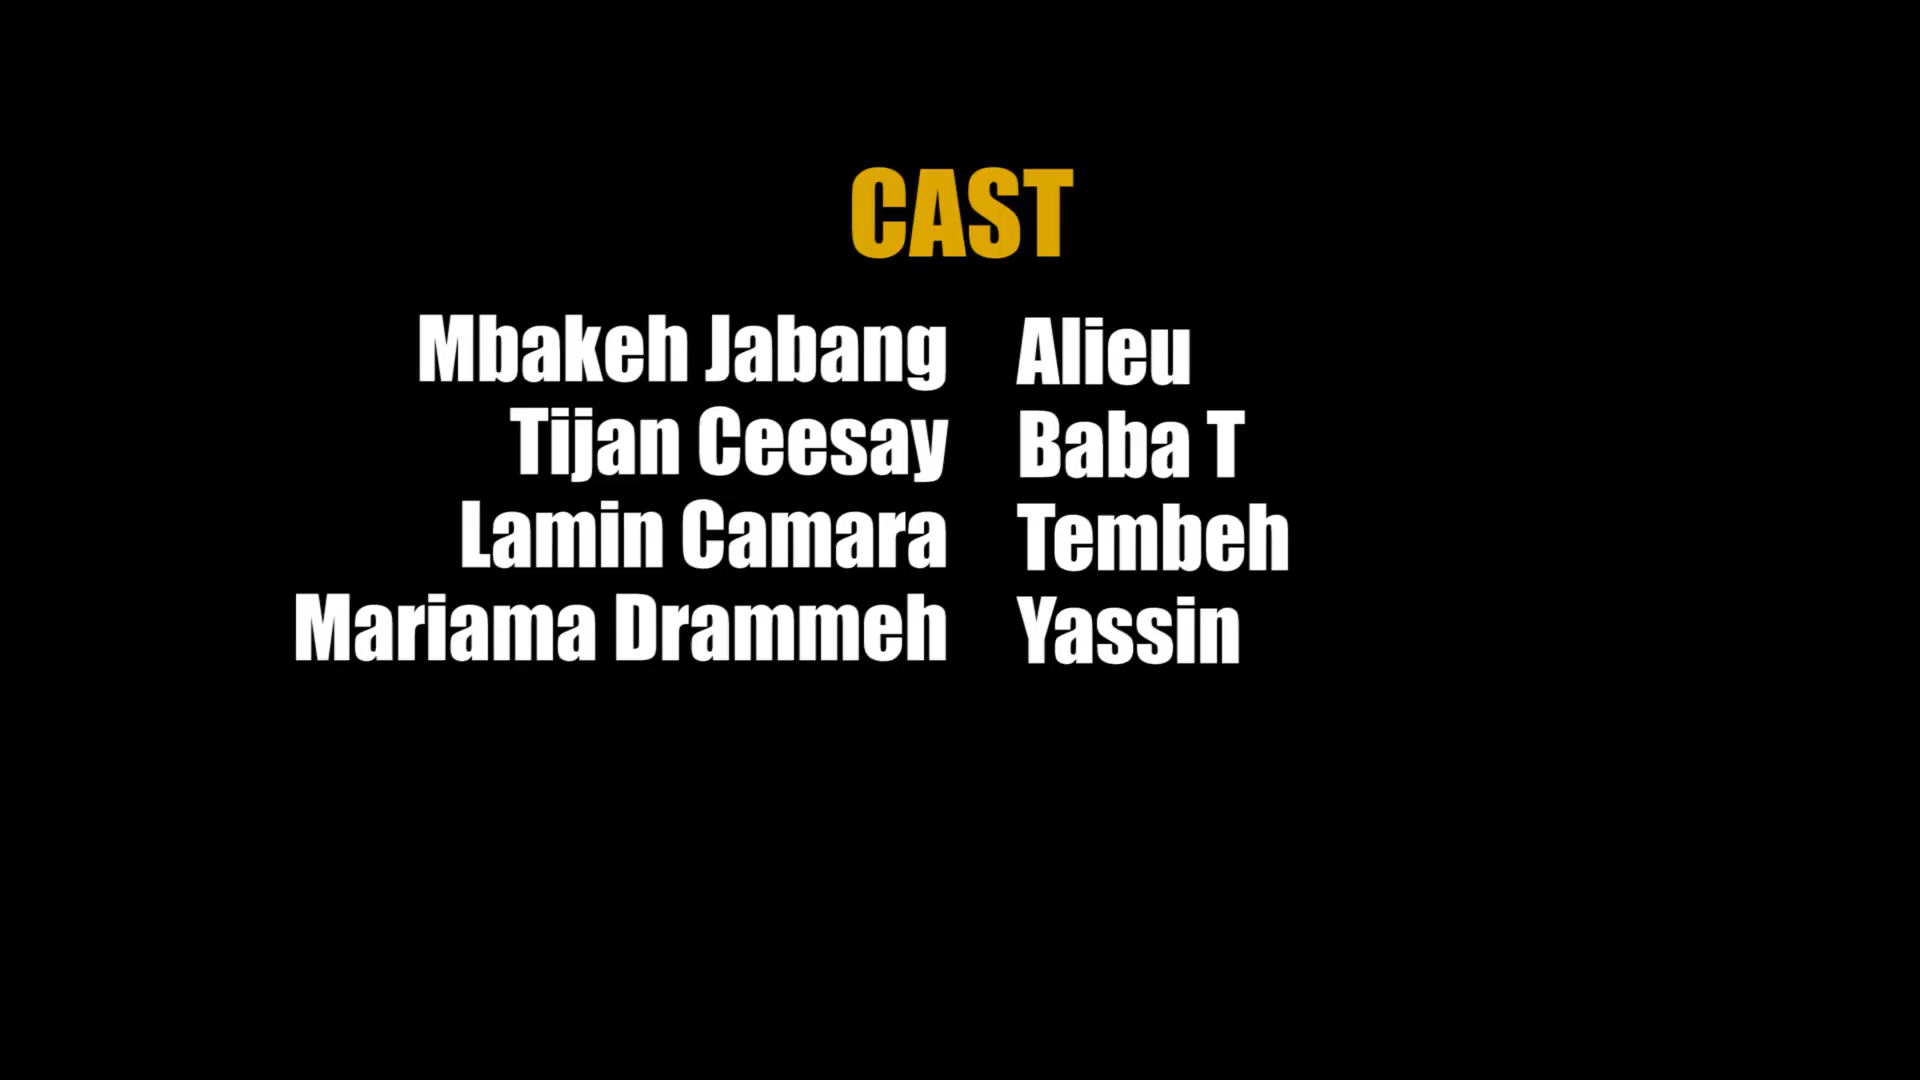 CAST
Mbakeh Jabang Alieu
Tijan Ceesay Baba T
Lamin Camara Tembeh
Mariama Drammeh Yassin